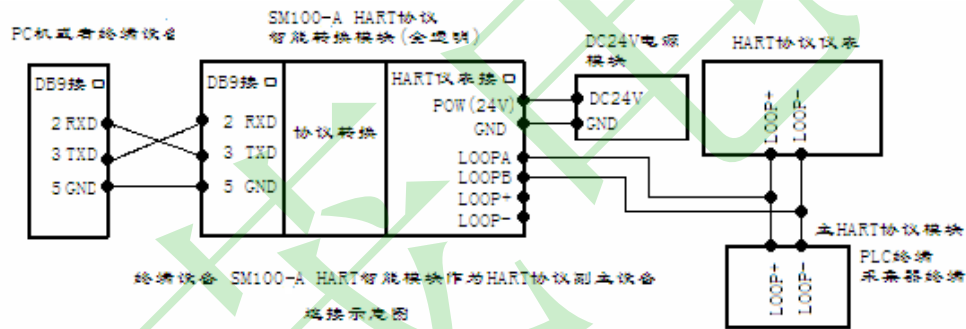 SM100-A HART协议
智能转换模块(全透明)
PC机或者终端设备
DC24V电源
模块
HART协议仪表
DB9接口
2 RXD
3 TXD
5 GND
DB9接口
2 RXD
3 TXD
5 GND
协议转换
HART仪表接口
POW(24V)
GND
LOOPA
LOOPB
LOOP+
LOOP-
DC24V
GND
LOOP+
LOOP-
主HART协议模块
PLC终端
采集器终端
LOOP+
LOOP-
终端设备 SM100-A HART智能模块作为HART协议副主设备
连接示意图